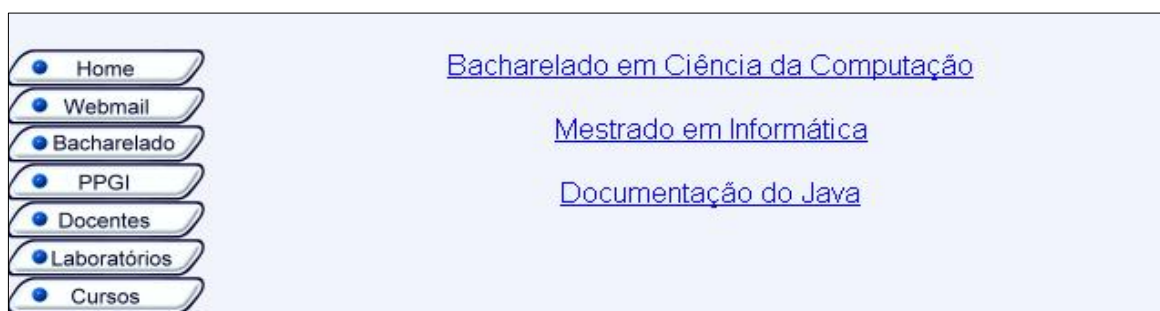 Home
Webmail
Bacharelado
PPGI
Docentes
Laboratórios
Cursos
Bacharelado em Ciência da Computação
Mestrado em Informática
Documentação do Java